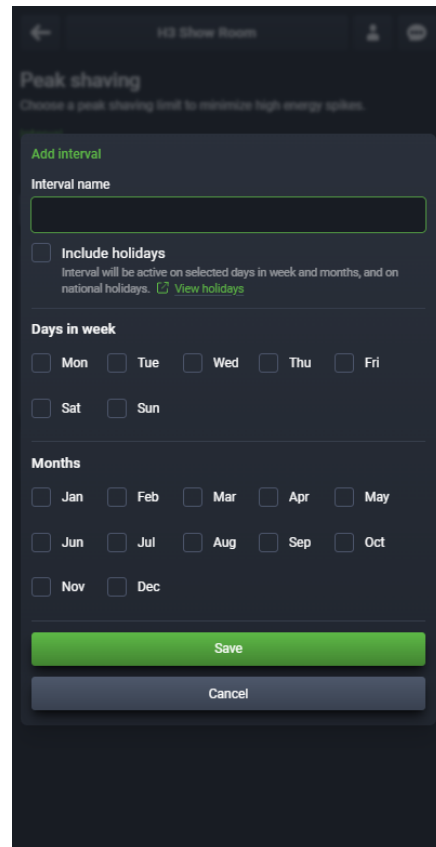 H3 Show Room
Peak shaving
Choose a peak shaving limit to minimize high energy spikes.
Add interval
Interval name
Include holidays
Interval will be active on selected days in week and months, and on
national holidays. View holidays
Days in week
Mon Tue Wed Thu Fri
Sat Sun
Months
Jan Feb Mar Apr May
Jun Jul Aug Sep Oct
Nov Dec
Save
Cancel